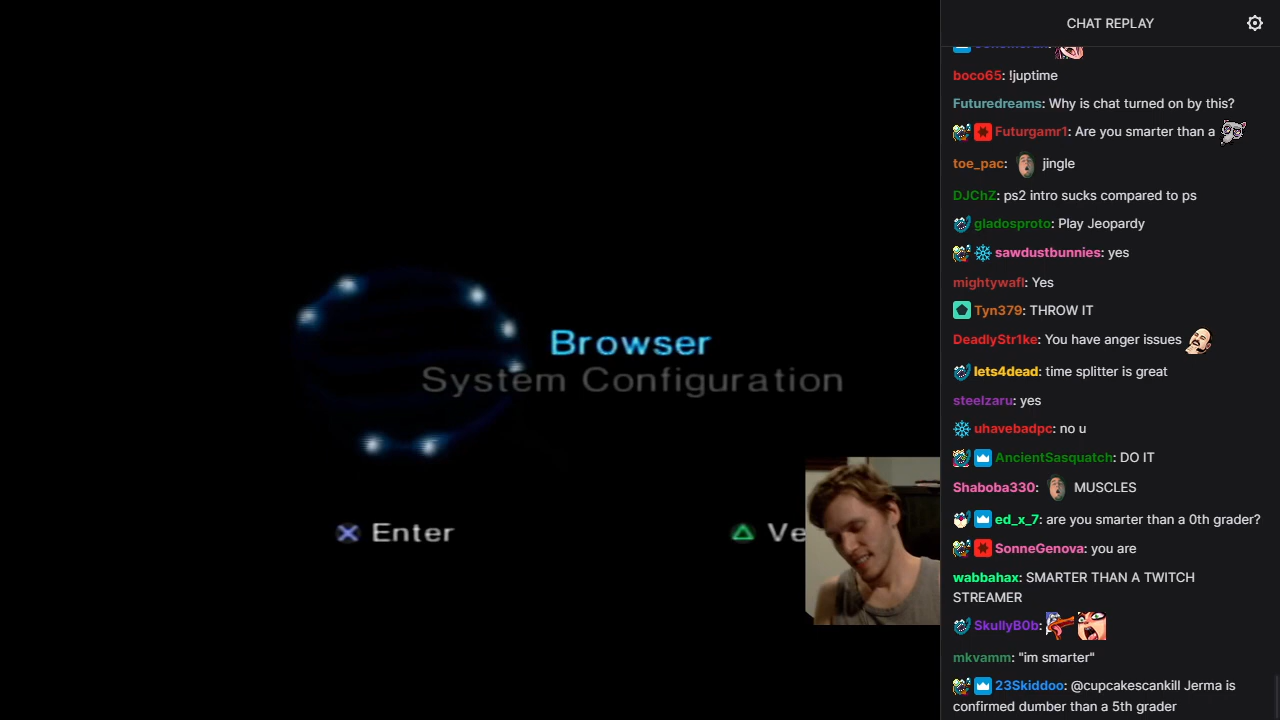 Browser
System Configuration
Enter
Ve
CHAT REPLAY
boco65: !juptime
Futuredreams: Why is chat turned on by this?
Futurgamr1: Are you smarter than a
toe_pac: jingle
DJChZ: ps2 intro sucks compared to ps
gladosproto: Play Jeopardy
sawdustbunnies: yes
mightywafl: Yes
Tyn379: THROW IT
DeadlyStr1ke: You have anger issues
lets4dead: time splitter is great
steelzaru: yes
uhavebadpc: no u
AncientSasquatch: DO IT
Shaboba330: MUSCLES
ed_x_7: are you smarter than a 0th grader?
SonneGenova: you are
wabbahax: SMARTER THAN A TWITCH
STREAMER
SkullyB0b:
mkvamm: "im smarter"
23Skiddoo: @cupcakescankill Jerma is
confirmed dumber than a 5th grader